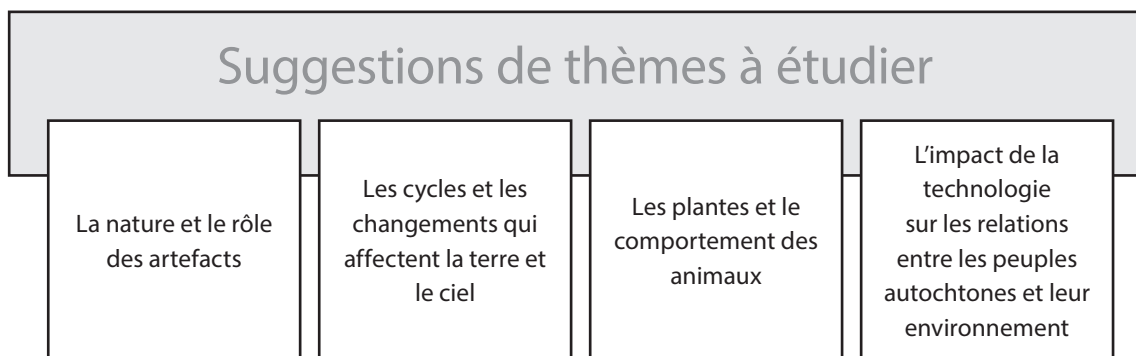 Suggestions de thèmes à étudier
La nature et le rôle
des artefacts
Les cycles et les
changements qui
affectent la terre et
le ciel
Les plantes et le
comportement des
animaux
L'impact de la
technologie
sur les relations
entre les peuples
autochtones et leur
environnement